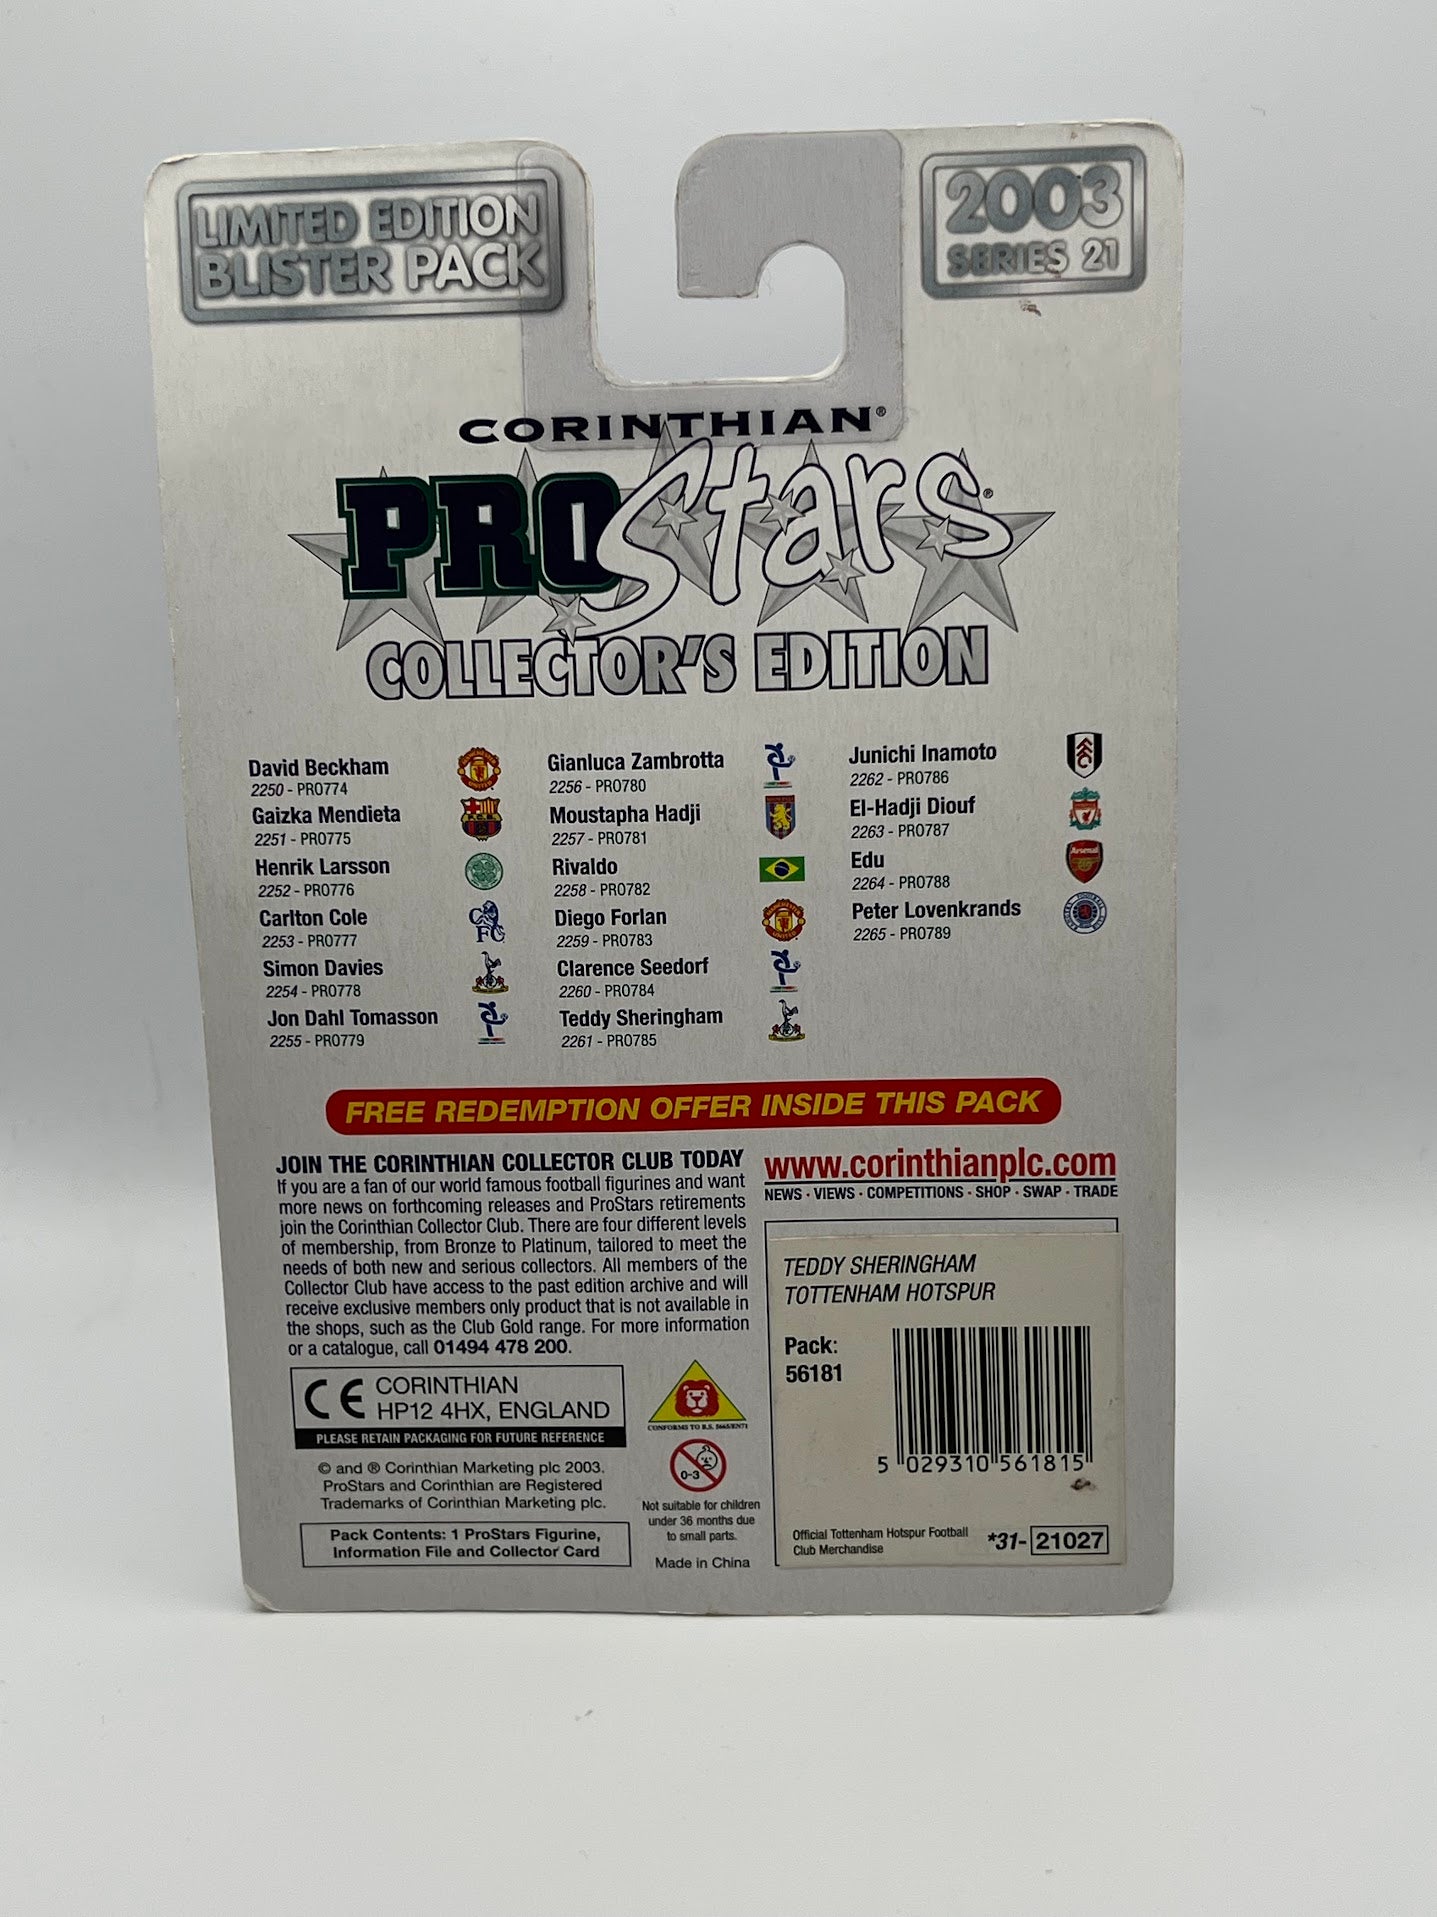 LIMITED EDITION
BLISTER PACK
2003
SERIES 21
CORINTHIAN®
PROStars®
COLLECTOR'S EDITION
David Beckham
2250 - PRO774
Gaizka Mendieta
2251 - PRO775
Henrik Larsson
2252 - PRO776
Carlton Cole
2253 - PRO777
Simon Davies
2254 - PRO778
Jon Dahl Tomasson
2255 - PRO779
Gianluca Zambrotta
2256 - PRO780
Moustapha Hadji
2257 - PRO781
Rivaldo
2258 - PRO782
Diego Forlan
2259 - PRO783
Clarence Seedorf
2260 - PRO784
Teddy Sheringham
2261 - PRO785
Junichi Inamoto
2262 - PRO786
El-Hadji Diouf
2263 - PRO787
Edu
2264 - PRO788
Peter Lovenkrands
2265 - PRO789
FREE REDEMPTION OFFER INSIDE THIS PACK
JOIN THE CORINTHIAN COLLECTOR CLUB TODAY
If you are a fan of our world famous football figurines and want
more news on forthcoming releases and ProStars retirements
join the Corinthian Collector Club. There are four different levels
of membership, from Bronze to Platinum, tailored to meet the
needs of both new and serious collectors. All members of the
Collector Club have access to the past edition archive and will
receive exclusive members only product that is not available in
the shops, such as the Club Gold range. For more information
or a catalogue, call 01494 478 200.
www.corinthianplc.com
NEWS · VIEWS · COMPETITIONS · SHOP · SWAP · TRADE
CE CORINTHIAN
HP12 4HX, ENGLAND
PLEASE RETAIN PACKAGING FOR FUTURE REFERENCE
© and ® Corinthian Marketing plc 2003.
ProStars and Corinthian are Registered
Trademarks of Corinthian Marketing plc.
Pack Contents: 1 ProStars Figurine,
Information File and Collector Card
CONFORMS TO B.S. 5665/EN71
0-3
Not suitable for children
under 36 months due
to small parts.
Made in China
TEDDY SHERINGHAM
TOTTENHAM HOTSPUR
Pack:
56181
5 029310 561815
Official Tottenham Hotspur Football
Club Merchandise
*31- 21027